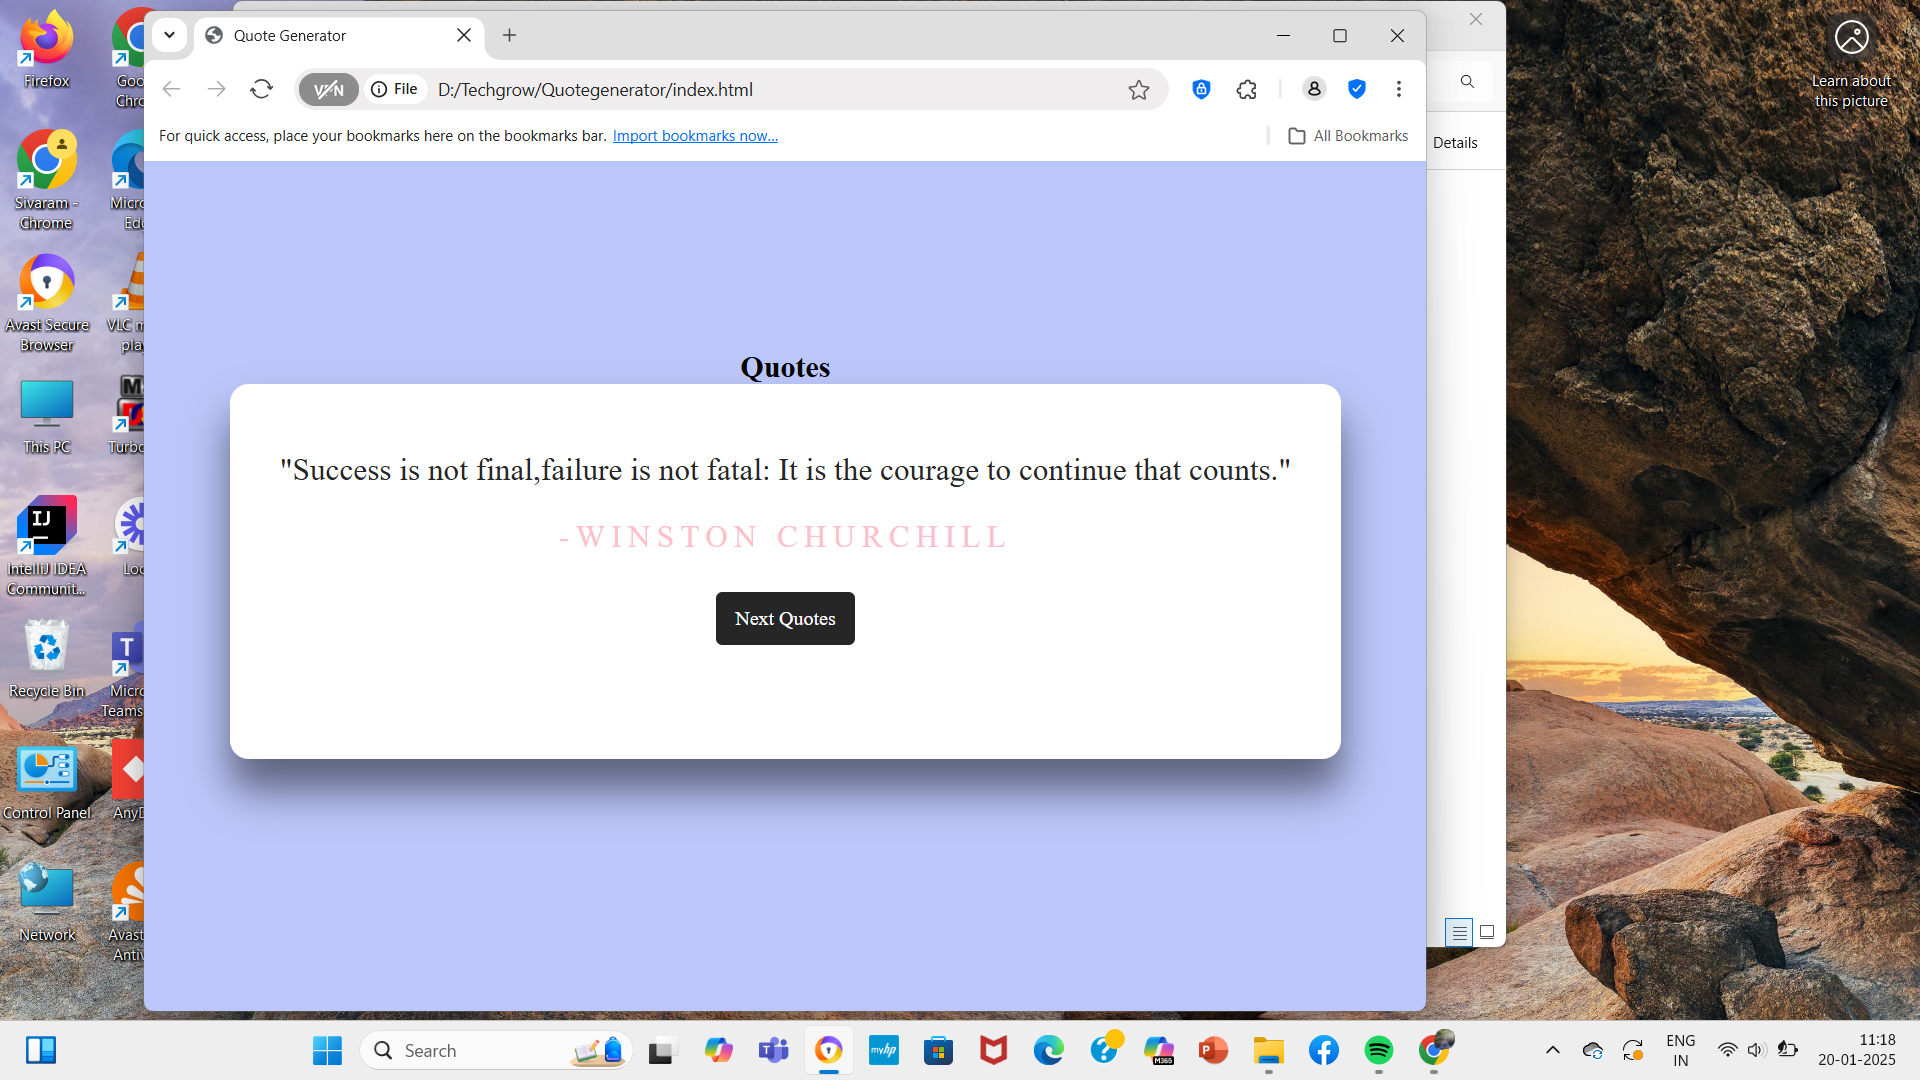 Quote Generator
File
D:/Techgrow/Quotegenerator/index.html
For quick access, place your bookmarks here on the bookmarks bar. Import bookmarks now...
All Bookmarks
Details
Quotes
"Success is not final,failure is not fatal: It is the courage to continue that counts."
-WINSTON CHURCHILL
Next Quotes
Firefox
Goo
Chro
Sivaram -
Chrome
Micro
Ed
Avast Secure
Browser
VLC m
pla
This PC
Turbo
IntelliJ IDEA
Communit...
Loo
Recycle Bin
Micro
Teams
Control Panel
AnyD
Network
Avast
Antiv
Learn about
this picture
Search
ENG
IN
11:18
20-01-2025